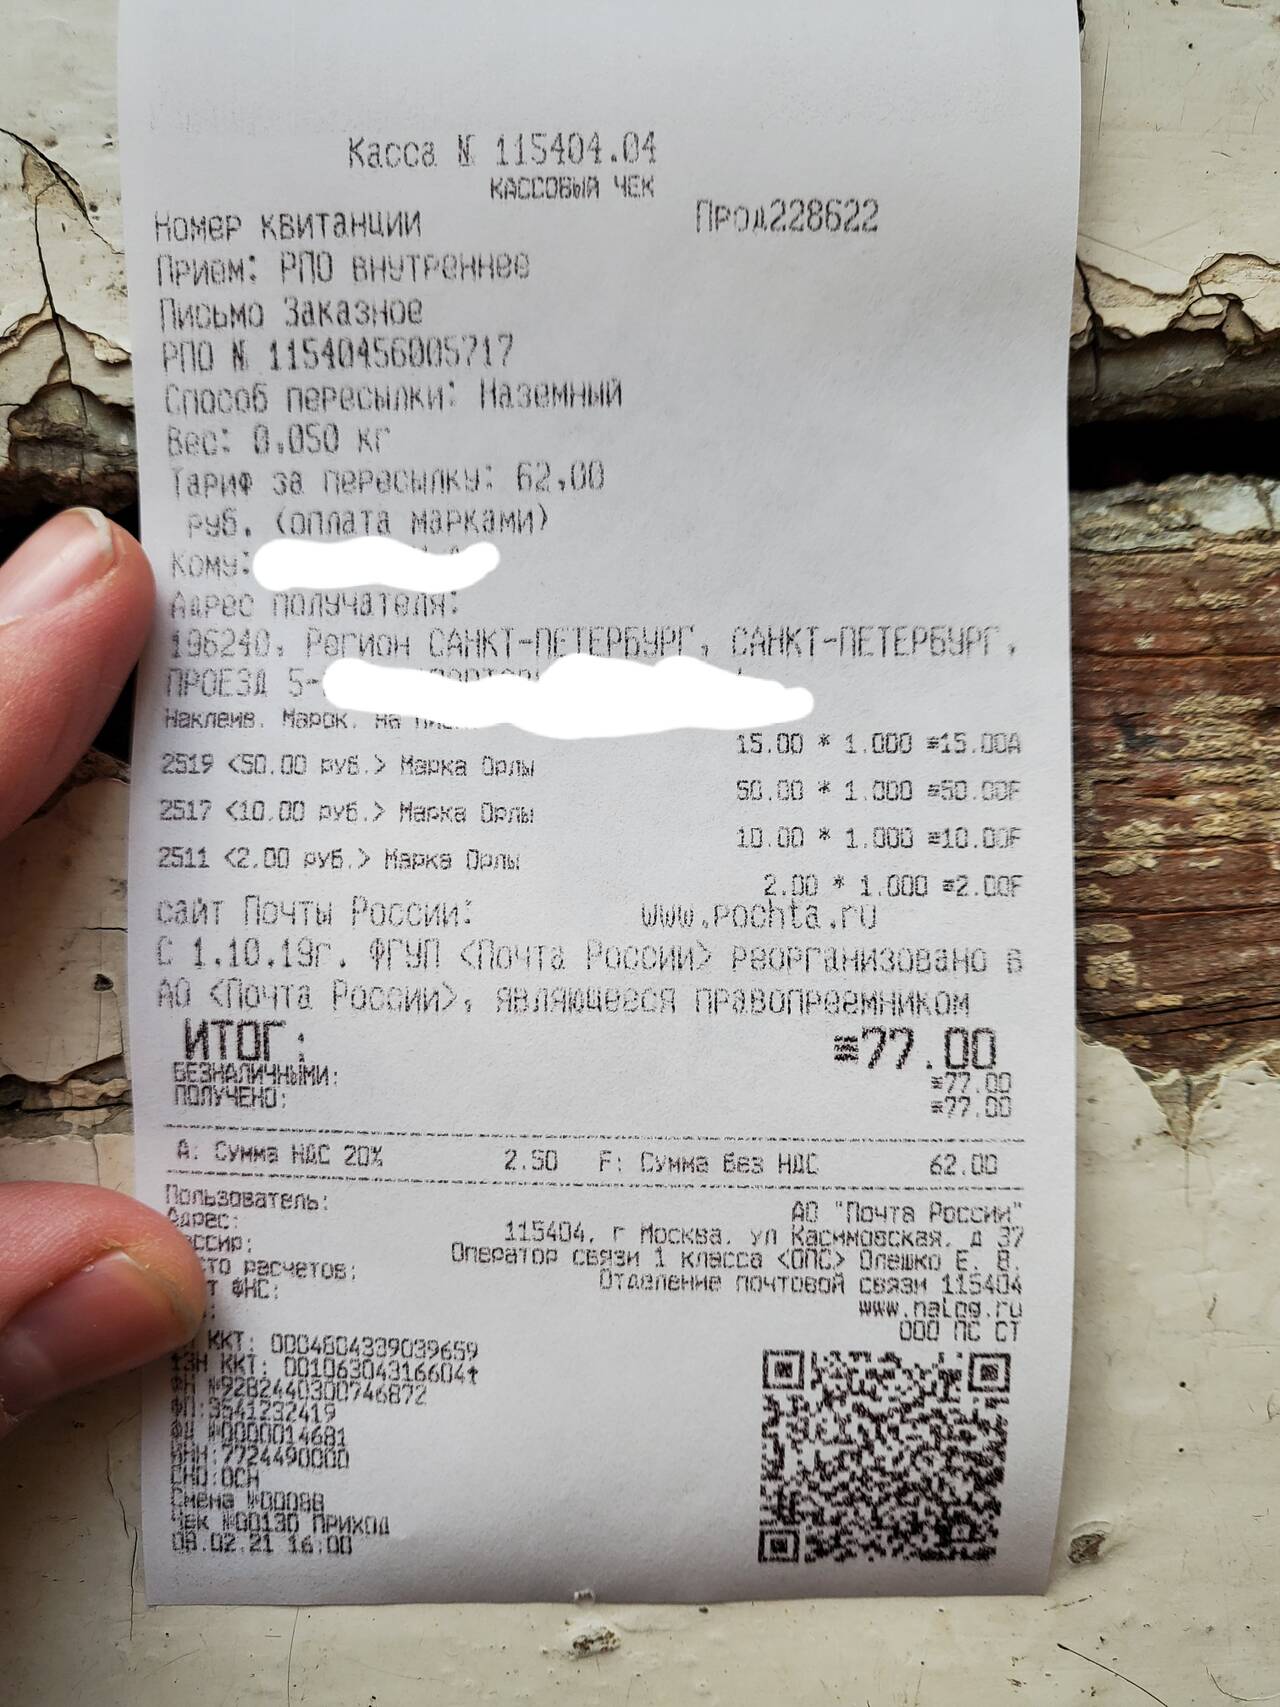 Касса № 115404.04
КАССОВЫЙ ЧЕК
Номер квитанции Прод228622
Прием: РПО внутреннее
Письмо Заказное
РПО № 11540456005717
Способ пересылки: Наземный
Вес: 0.050 кг
Тариф за пересылку: 62,00
руб. (оплата марками)
Кому:
Адрес получателя:
196240, Регион САНКТ-ПЕТЕРБУРГ, САНКТ-ПЕТЕРБУРГ,
ПРОЕЗД 5-
Наклеив. Марок. на
15.00 * 1.000 ≡15.00А
2519 <50.00 руб.> Марка Орлы
50.00 * 1.000 ≡50.00F
2517 <10.00 руб.> Марка Орлы
10.00 * 1.000 ≡10.00F
2511 <2.00 руб.> Марка Орлы
2.00 * 1.000 ≡2.00F
сайт Почты России: www.pochta.ru
С 1.10.19г. ФГУП <Почта России> реорганизовано в
АО <Почта России>, являющееся правопреемником
ИТОГ: ≡77.00
БЕЗНАЛИЧНЫМИ: ≡77.00
ПОЛУЧЕНО: ≡77.00
А: Сумма НДС 20% 2.50 F: Сумма без НДС 62.00
Пользователь: АО "Почта России"
Адрес: 115404, г Москва, ул Касимовская, д 37
ссир: Оператор связи 1 класса <ОПС> Олешко Е. В.
сто расчетов: Отделение почтовой связи 115404
т ФНС: www.nalog.ru
ООО ПС СТ
ККТ: 0004804339039659
ЗН ККТ: 00106304316604↑
ФН №9282440300746872
ФП:3541232419
ФД №0000014681
ИНН:7724490000
СНО:ОСН
Смена №00088
Чек №00130 ПРИХОД
08.02.21 16:00